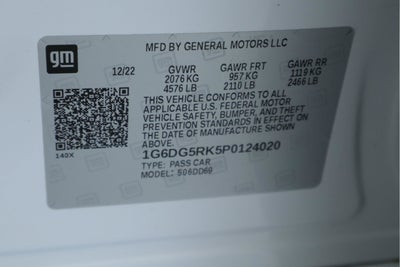 gm
MFD BY GENERAL MOTORS LLC
12/22 GVWR GAWR FRT GAWR RR
2076 KG 957 KG 1119 KG
4576 LB 2110 LB 2466 LB
THIS VEHICLE CONFORMS TO ALL
APPLICABLE U.S. FEDERAL MOTOR
VEHICLE SAFETY, BUMPER, AND THEFT
PREVENTION STANDARDS IN EFFECT ON
THE DATE OF MANUFACTURE SHOWN
ABOVE.
140X
1G6DG5RK5P0124020
TYPE: PASS CAR
MODEL: S06DD69